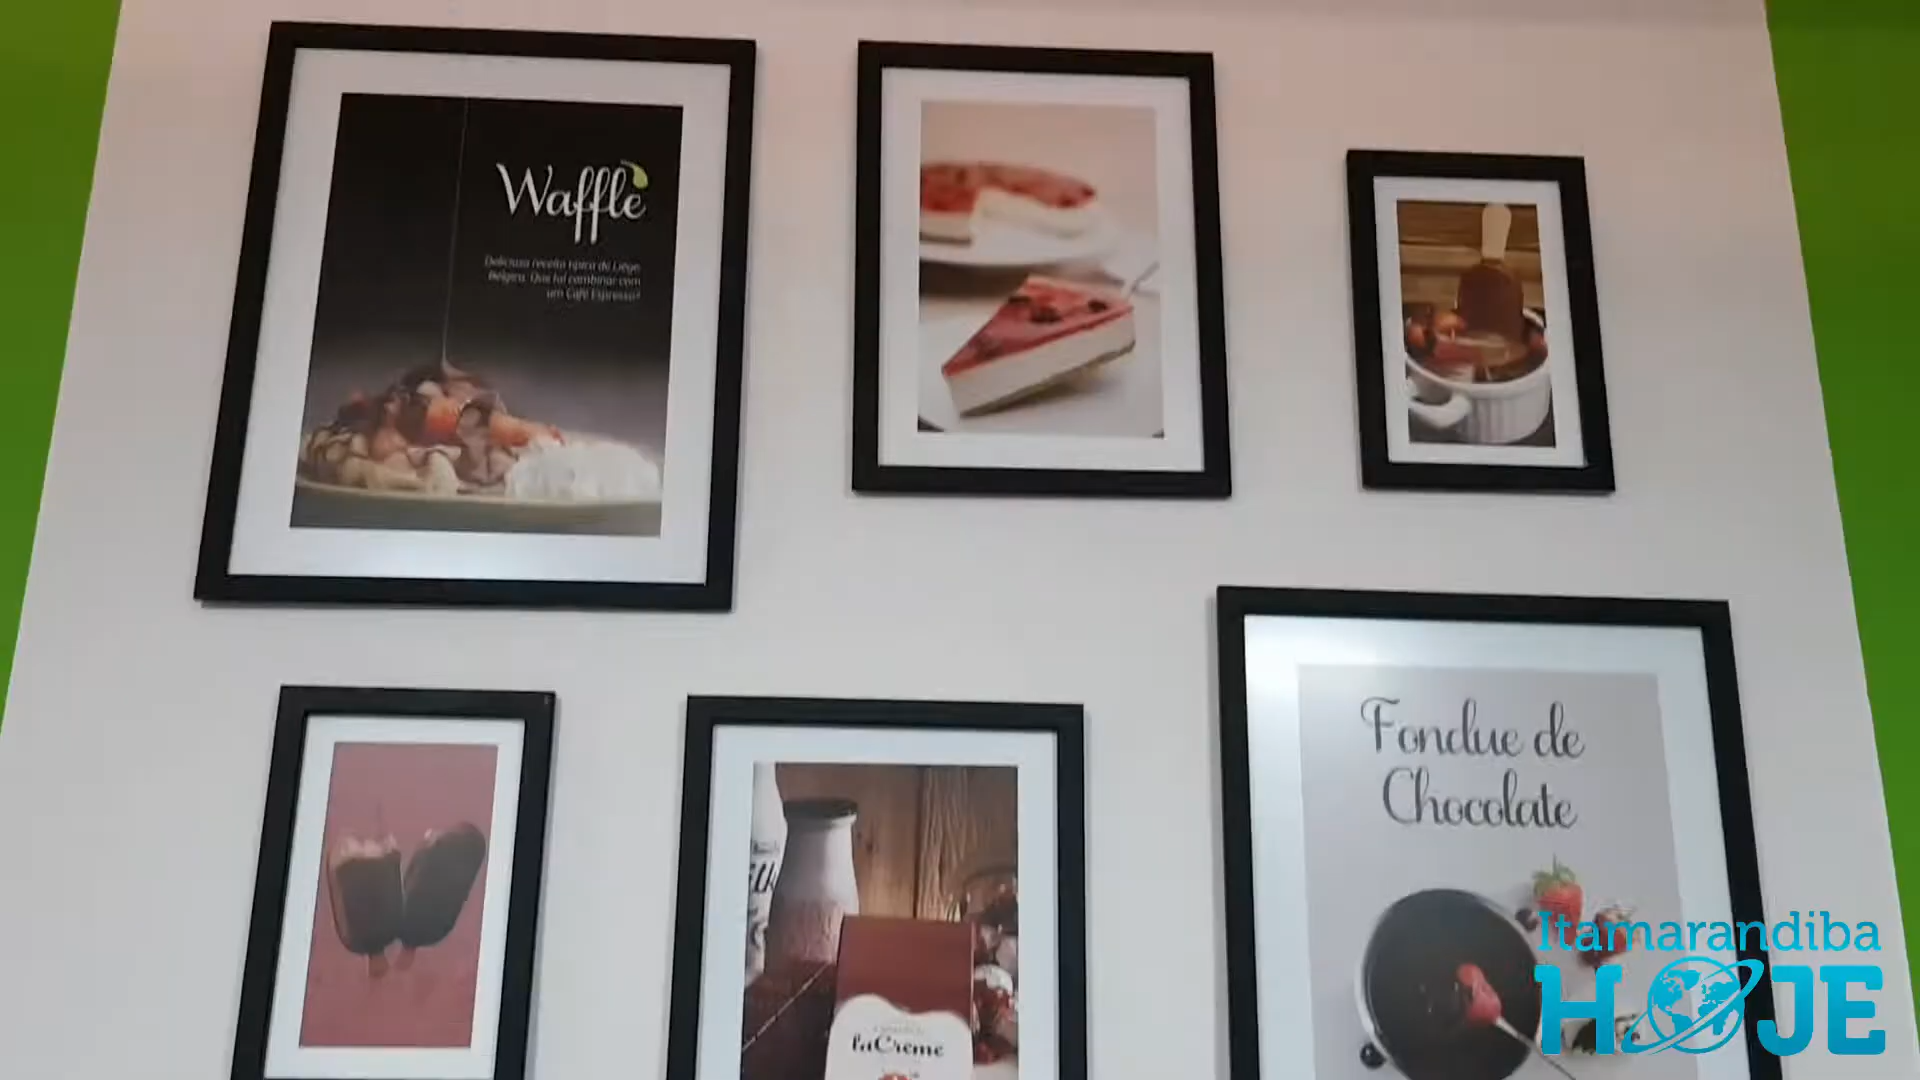 Waffle
Deliciosa receita típica de Liège,
Bélgica. Que tal combinar com
um Café Espresso?
Fondue de
Chocolate
laCreme
Itamarandiba
HOJE